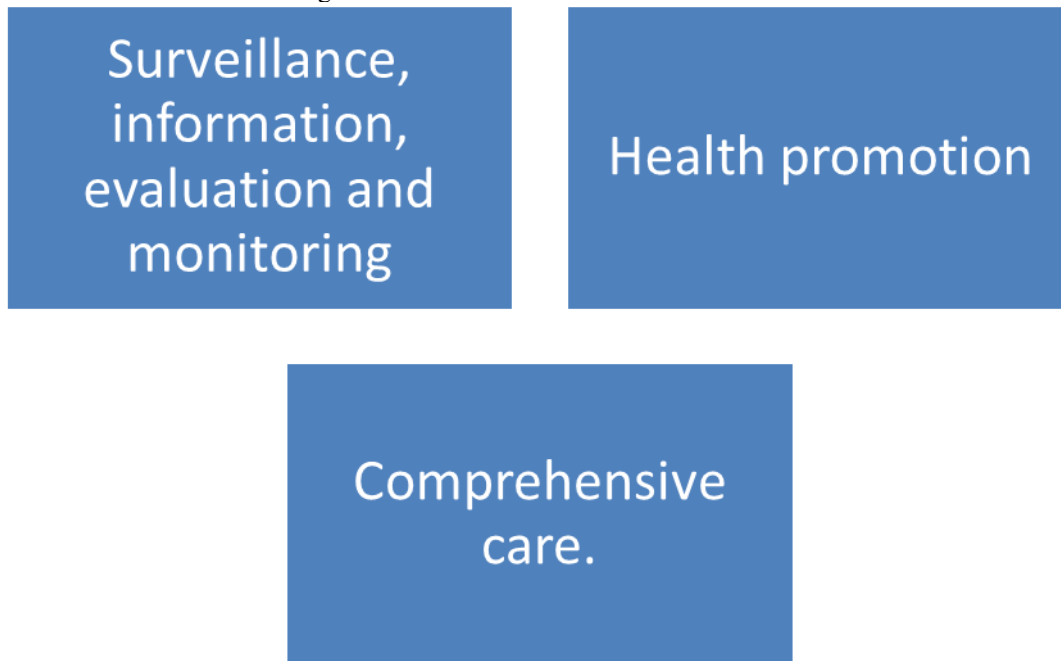 Surveillance,
information,
evaluation and
monitoring
Health promotion
Comprehensive
care.